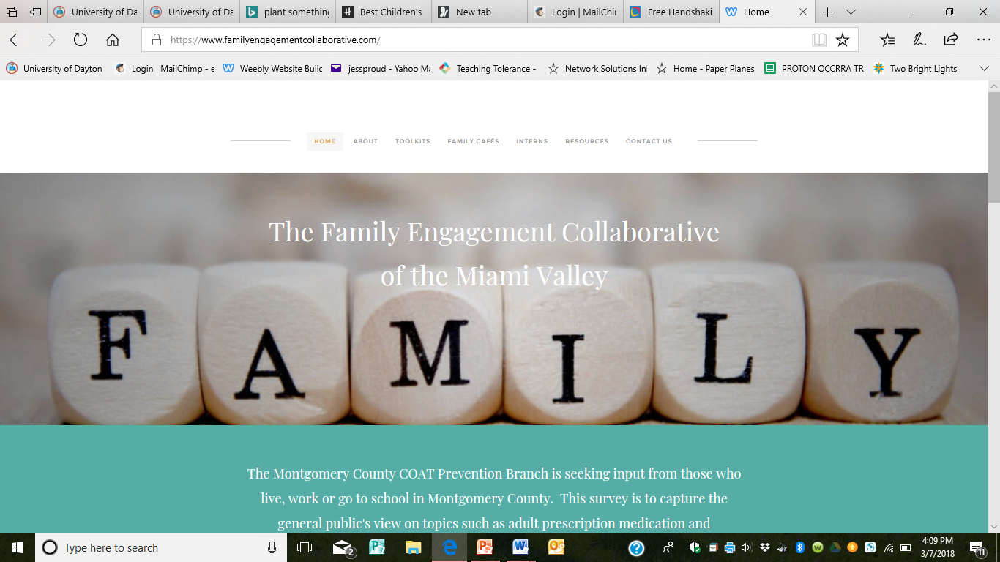 University of Da
University of Da
plant something
Best Children's
New tab
Login | MailChi
Free Handshaki
Home
https://www.familyengagementcollaborative.com/
University of Dayton
Login MailChimp - e
Weebly Website Builc
jessproud - Yahoo Ma
Teaching Tolerance -
Network Solutions In
Home - Paper Planes
PROTON OCCRRA TR
Two Bright Lights
HOME
ABOUT
TOOLKITS
FAMILY CAFÉS
INTERNS
RESOURCES
CONTACT US
The Family Engagement Collaborative
of the Miami Valley
FAMILY
The Montgomery County COAT Prevention Branch is seeking input from those who
live, work or go to school in Montgomery County. This survey is to capture the
general public's view on topics such as adult prescription medication and
Type here to search
2
4:09 PM
3/7/2018
11